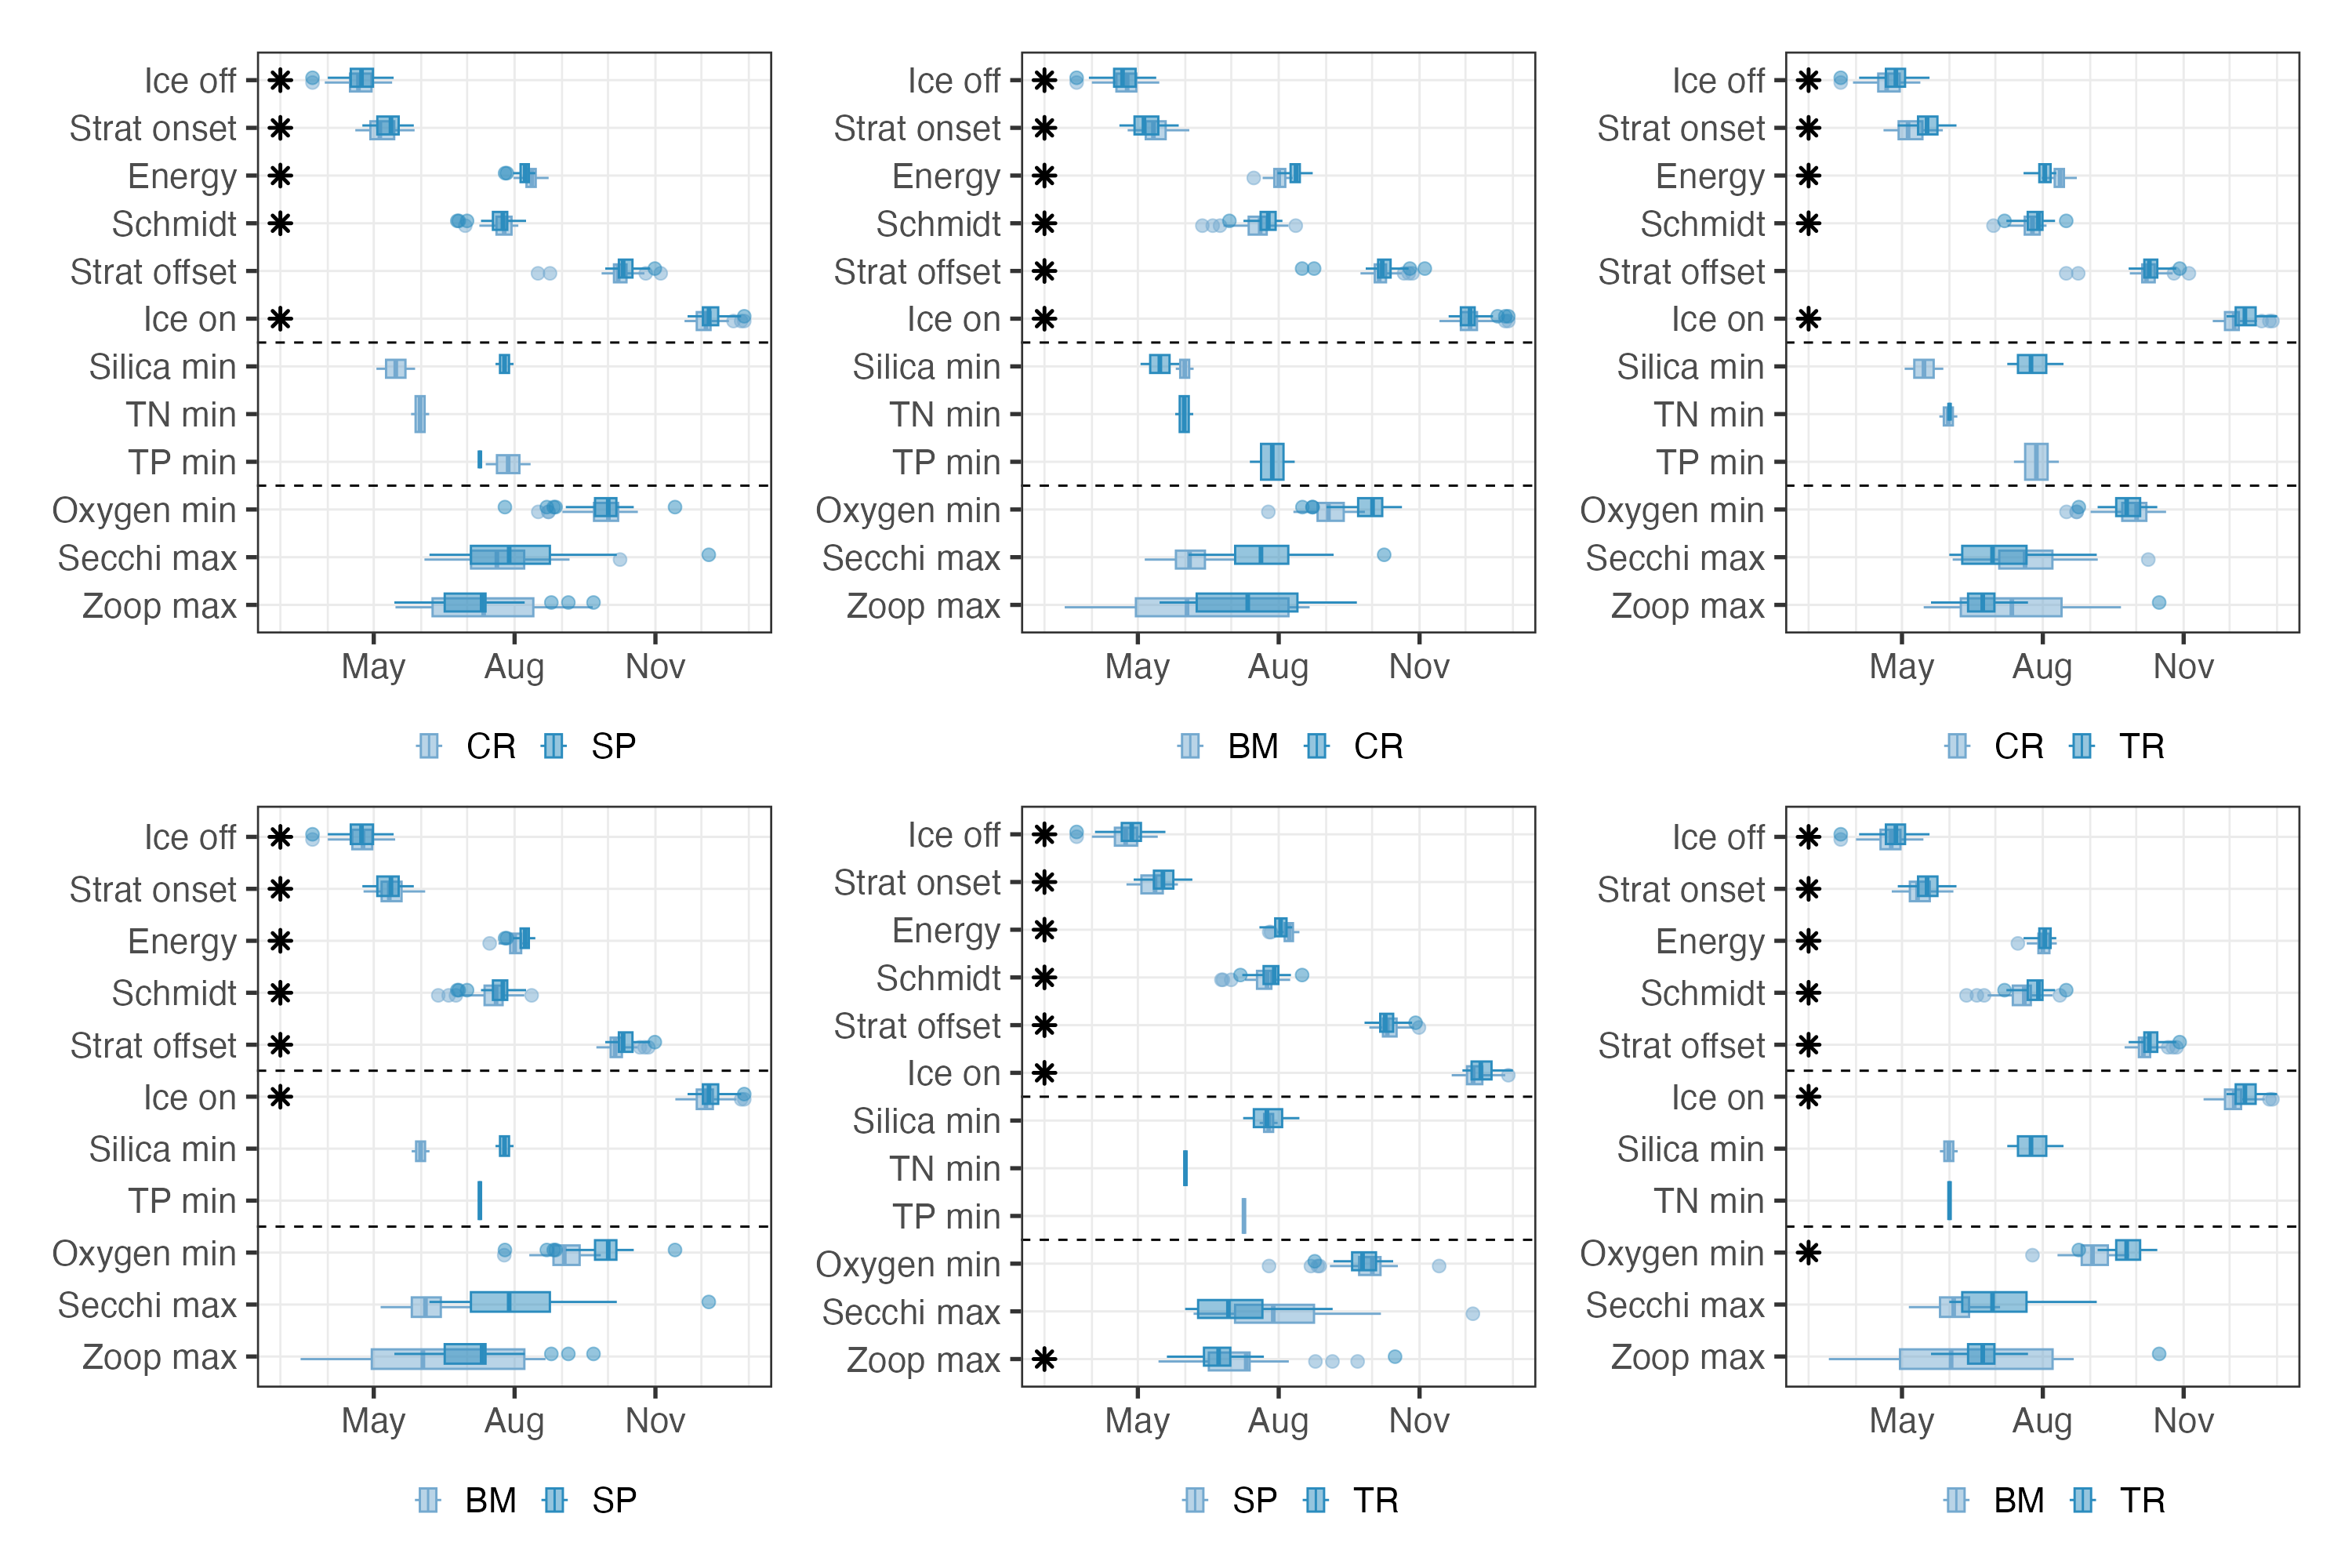 Ice off
Strat onset
Energy
Schmidt
Strat offset
Ice on
Silica min
TN min
TP min
Oxygen min
Secchi max
Zoop max
May Aug Nov
CR SP
Ice off
Strat onset
Energy
Schmidt
Strat offset
Ice on
Silica min
TN min
TP min
Oxygen min
Secchi max
Zoop max
May Aug Nov
BM CR
Ice off
Strat onset
Energy
Schmidt
Strat offset
Ice on
Silica min
TN min
TP min
Oxygen min
Secchi max
Zoop max
May Aug Nov
CR TR
Ice off
Strat onset
Energy
Schmidt
Strat offset
Ice on
Silica min
TP min
Oxygen min
Secchi max
Zoop max
May Aug Nov
BM SP
Ice off
Strat onset
Energy
Schmidt
Strat offset
Ice on
Silica min
TN min
TP min
Oxygen min
Secchi max
Zoop max
May Aug Nov
SP TR
Ice off
Strat onset
Energy
Schmidt
Strat offset
Ice on
Silica min
TN min
Oxygen min
Secchi max
Zoop max
May Aug Nov
BM TR